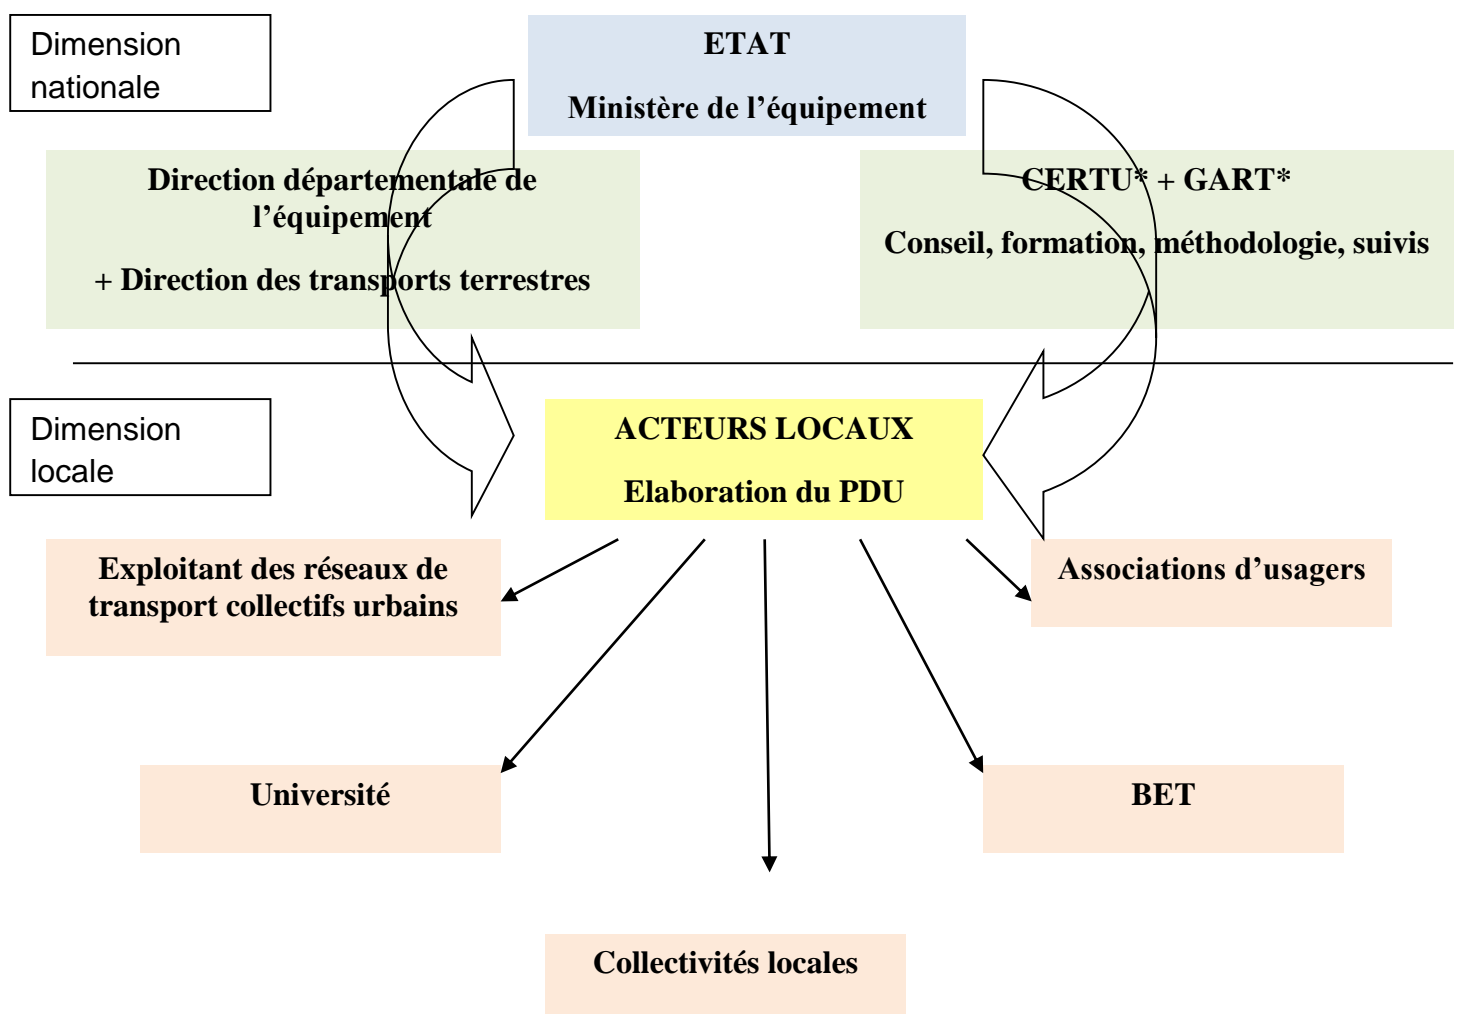 Dimension
nationale
ETAT
Ministère de l’équipement
Direction départementale de
l’équipement
+ Direction des transports terrestres
CERTU* + GART*
Conseil, formation, méthodologie, suivis
Dimension
locale
ACTEURS LOCAUX
Elaboration du PDU
Exploitant des réseaux de
transport collectifs urbains
Associations d’usagers
Université
BET
Collectivités locales